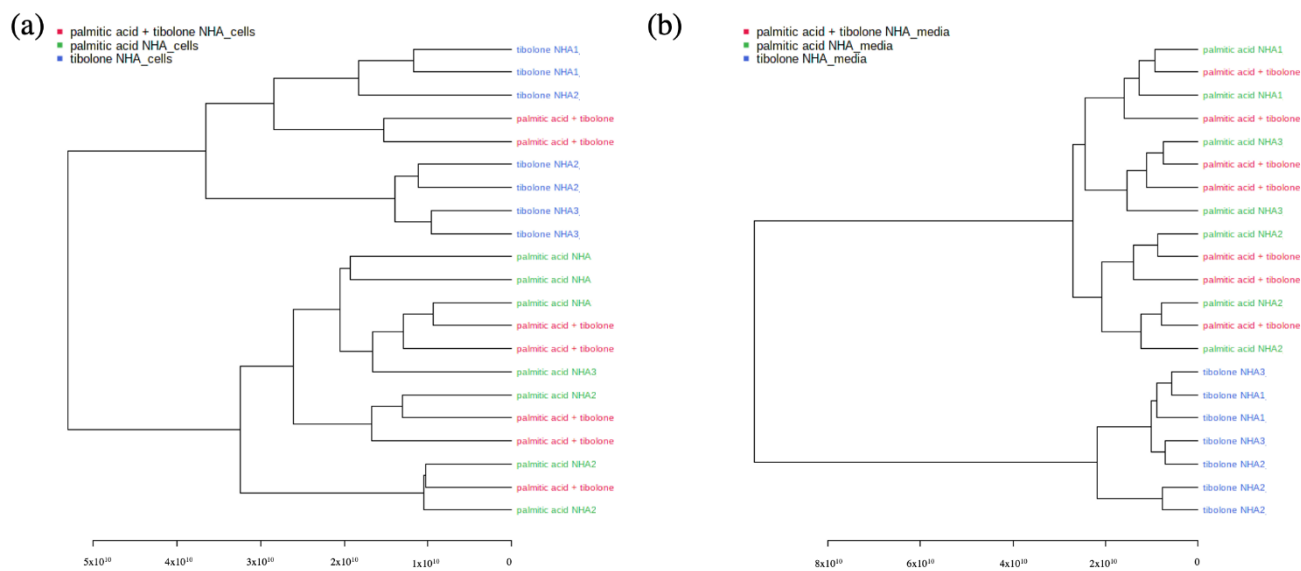 (a)
palmitic acid + tibolone NHA_cells
palmitic acid NHA_cells
tibolone NHA_cells
tibolone NHA1
tibolone NHA1
tibolone NHA2
palmitic acid + tibolone
palmitic acid + tibolone
tibolone NHA2
tibolone NHA2
tibolone NHA3
tibolone NHA3
palmitic acid NHA
palmitic acid NHA
palmitic acid NHA
palmitic acid + tibolone
palmitic acid + tibolone
palmitic acid NHA3
palmitic acid NHA2
palmitic acid + tibolone
palmitic acid + tibolone
palmitic acid NHA2
palmitic acid + tibolone
palmitic acid NHA2
5x10¹⁰ 4x10¹⁰ 3x10¹⁰ 2x10¹⁰ 1x10¹⁰ 0
(b)
palmitic acid + tibolone NHA_media
palmitic acid NHA_media
tibolone NHA_media
palmitic acid NHA1
palmitic acid + tibolone
palmitic acid NHA1
palmitic acid + tibolone
palmitic acid NHA3
palmitic acid + tibolone
palmitic acid + tibolone
palmitic acid NHA3
palmitic acid NHA2
palmitic acid + tibolone
palmitic acid + tibolone
palmitic acid NHA2
palmitic acid + tibolone
palmitic acid NHA2
tibolone NHA3
tibolone NHA1
tibolone NHA1
tibolone NHA3
tibolone NHA2
tibolone NHA2
tibolone NHA2
8x10¹⁰ 6x10¹⁰ 4x10¹⁰ 2x10¹⁰ 0